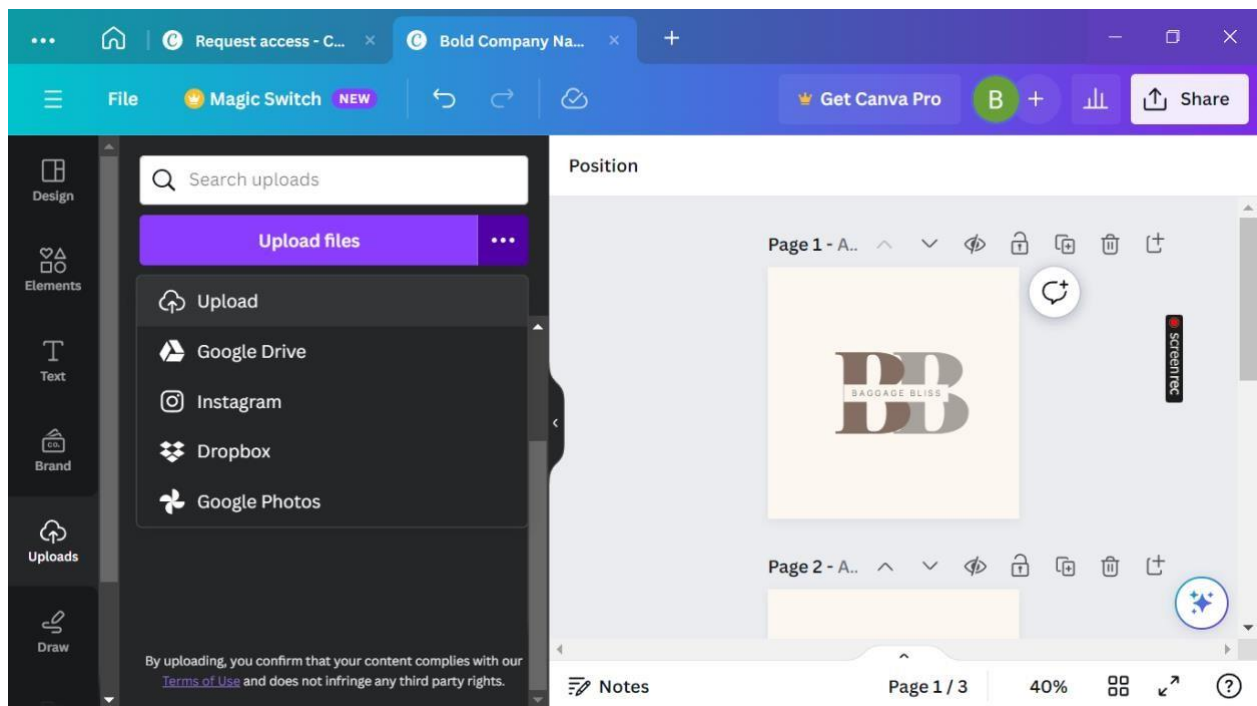 Request access - C...
Bold Company Na...
File
Magic Switch NEW
Get Canva Pro
B
Share
Design
Elements
Text
CO.
Brand
Uploads
Draw
Search uploads
Upload files
Upload
Google Drive
Instagram
Dropbox
Google Photos
By uploading, you confirm that your content complies with our
Terms of Use and does not infringe any third party rights.
Position
Page 1 - A..
BB
BAGGAGE BLISS
screenrec
Page 2 - A..
Notes
Page 1 / 3
40%